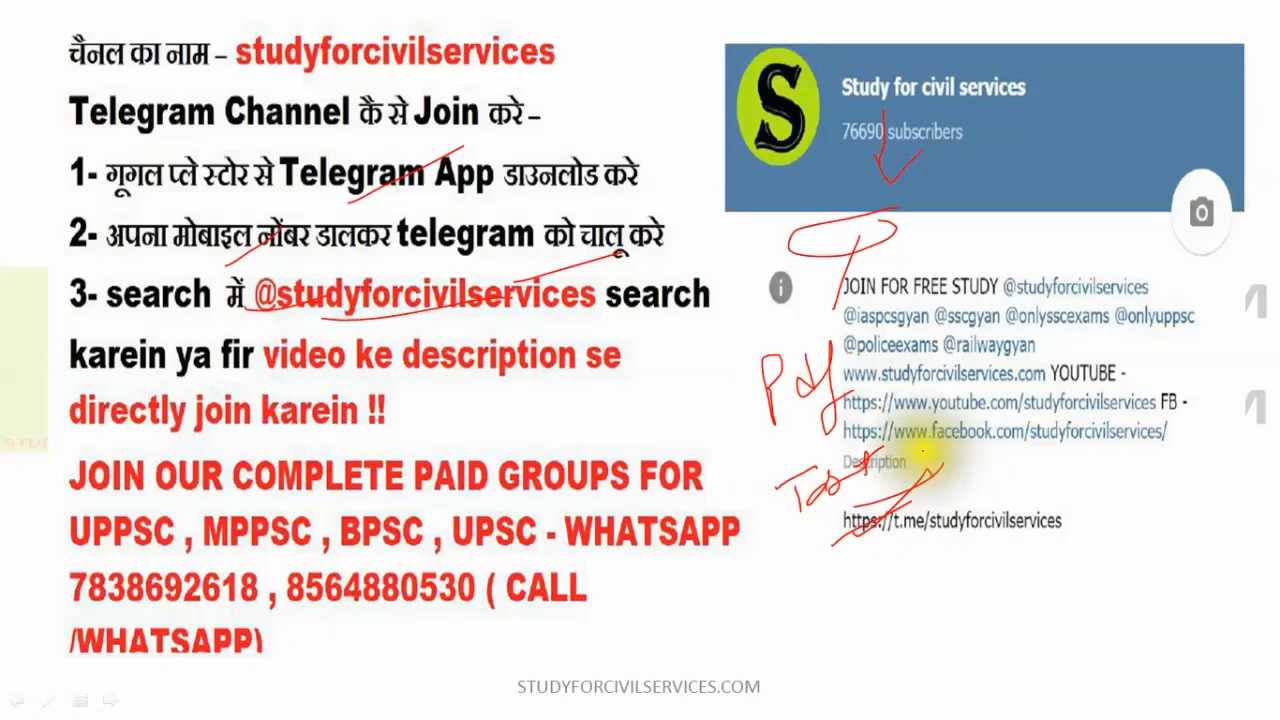 चैनल का नाम – studyforcivilservices
Telegram Channel कैसे Join करे –
1- गूगल प्ले स्टोर से Telegram App डाउनलोड करे
2- अपना मोबाइल नोंबर डालकर telegram को चालू करे
3- search में @studyforcivilservices search
karein ya fir video ke description se
directly join karein !!
JOIN OUR COMPLETE PAID GROUPS FOR
UPPSC , MPPSC , BPSC , UPSC - WHATSAPP
7838692618 , 8564880530 ( CALL
/WHATSAPP)
S
Study for civil services
76690 subscribers
JOIN FOR FREE STUDY @studyforcivilservices
@iaspcsgyan @sscgyan @onlysscexams @onlyuppsc
@policeexams @railwaygyan
www.studyforcivilservices.com YOUTUBE -
https://www.youtube.com/studyforcivilservices FB -
https://www.facebook.com/studyforcivilservices/
Description
https://t.me/studyforcivilservices
Pdf
Test
STUDYFORCIVILSERVICES.COM